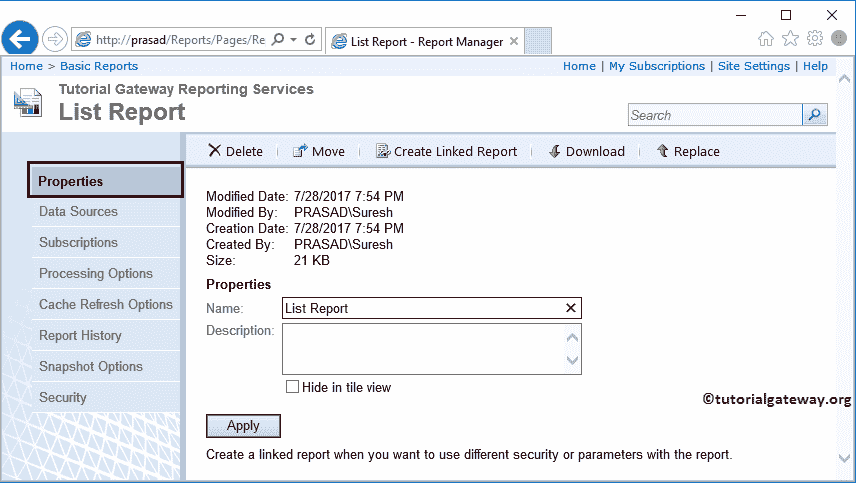 http://prasad/Reports/Pages/Re
List Report - Report Manager
Home > Basic Reports
Home | My Subscriptions | Site Settings | Help
Tutorial Gateway Reporting Services
List Report
Search
Delete | Move | Create Linked Report | Download | Replace
Properties
Data Sources
Subscriptions
Processing Options
Cache Refresh Options
Report History
Snapshot Options
Security
Modified Date: 7/28/2017 7:54 PM
Modified By: PRASAD\Suresh
Creation Date: 7/28/2017 7:54 PM
Created By: PRASAD\Suresh
Size: 21 KB
Properties
Name: List Report
Description:
Hide in tile view
©tutorialgateway.org
Apply
Create a linked report when you want to use different security or parameters with the report.